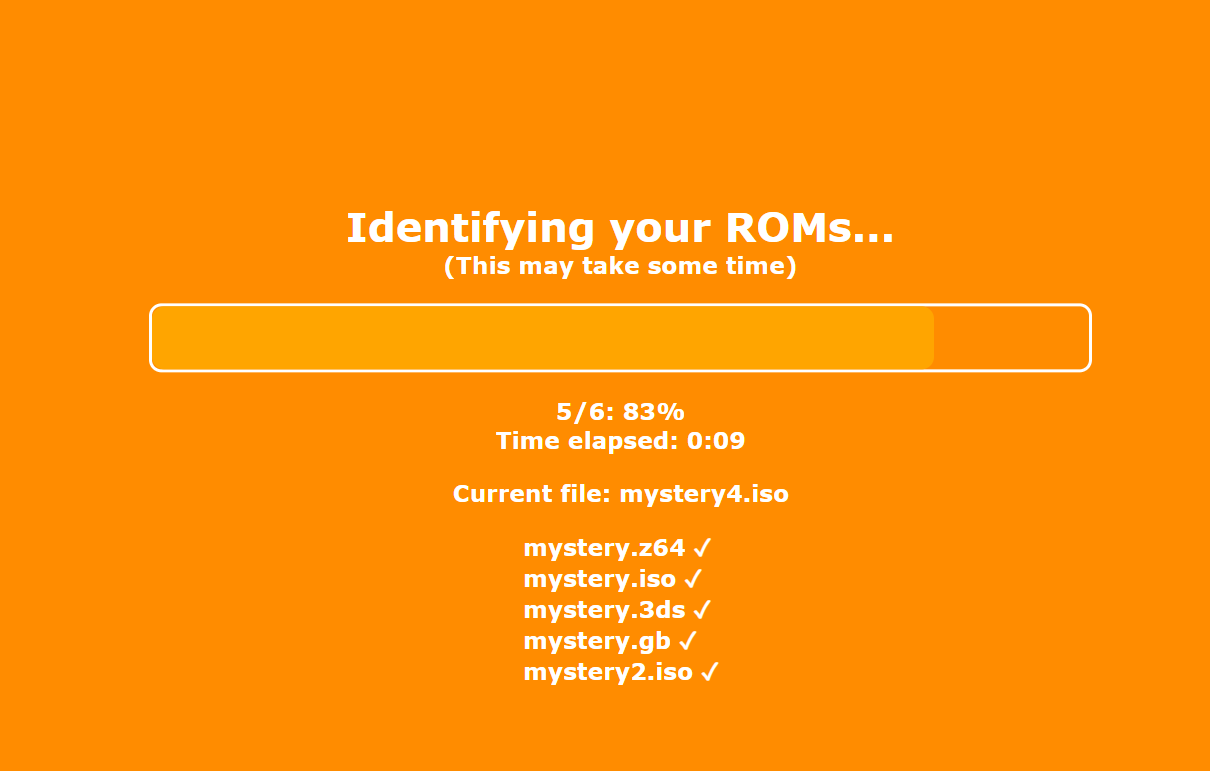 Identifying your ROMs...
(This may take some time)
5/6: 83%
Time elapsed: 0:09
Current file: mystery4.iso
mystery.z64 ✓
mystery.iso ✓
mystery.3ds ✓
mystery.gb ✓
mystery2.iso ✓